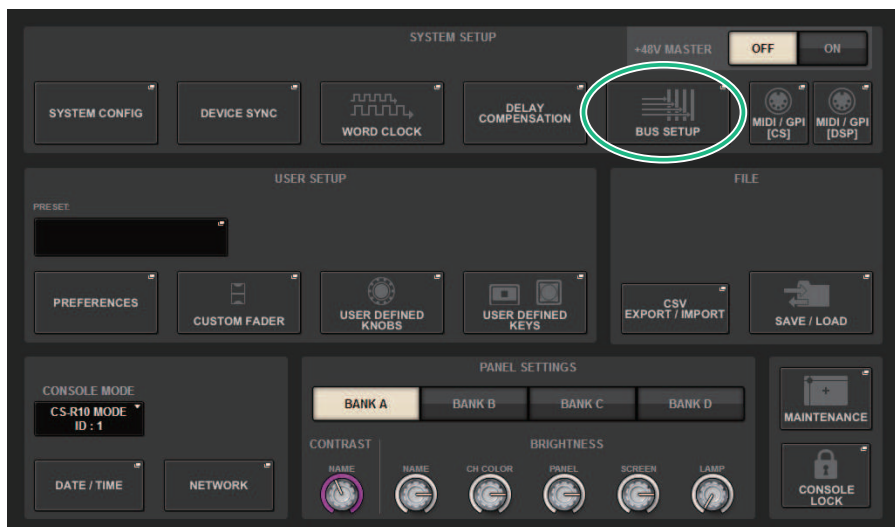 SYSTEM SETUP
+48V MASTER
OFF
ON
SYSTEM CONFIG
DEVICE SYNC
WORD CLOCK
DELAY
COMPENSATION
BUS SETUP
MIDI / GPI
[CS]
MIDI / GPI
[DSP]
USER SETUP
PRESET
PREFERENCES
CUSTOM FADER
USER DEFINED
KNOBS
USER DEFINED
KEYS
FILE
CSV
EXPORT / IMPORT
SAVE / LOAD
CONSOLE MODE
CS-R10 MODE
ID : 1
DATE / TIME
NETWORK
PANEL SETTINGS
BANK A
BANK B
BANK C
BANK D
CONTRAST
BRIGHTNESS
NAME
NAME
CH COLOR
PANEL
SCREEN
LAMP
MAINTENANCE
CONSOLE
LOCK